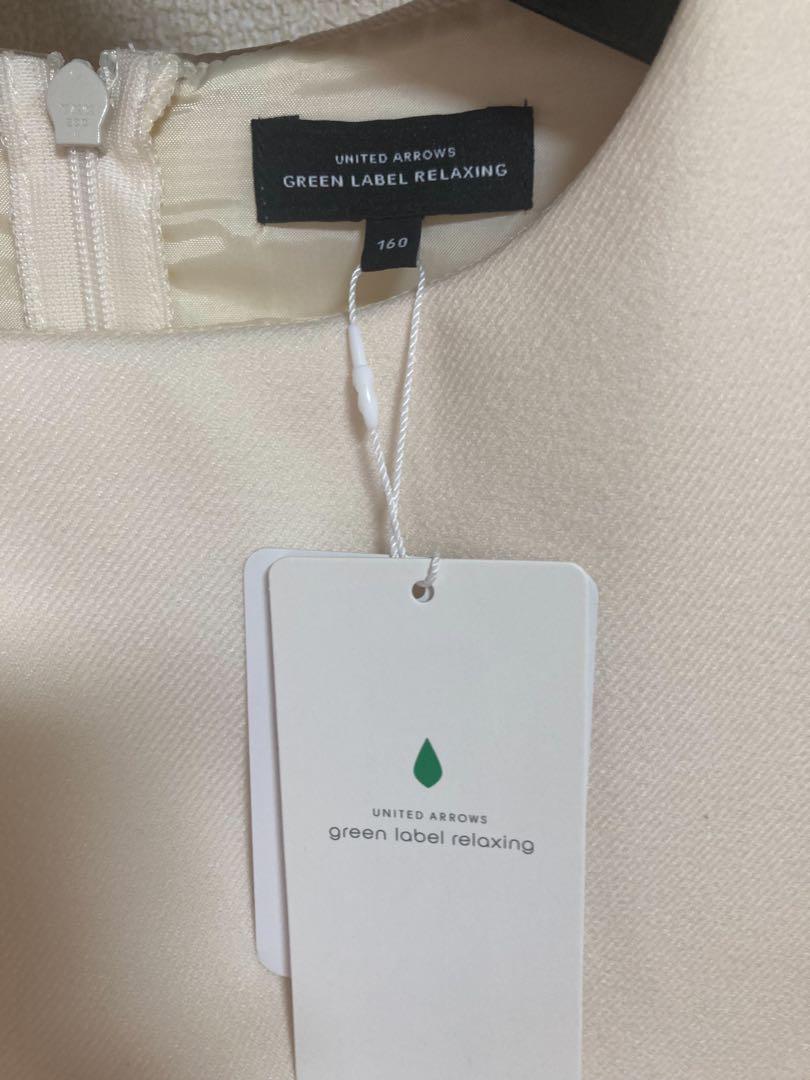 UNITED ARROWS
GREEN LABEL RELAXING
160
UNITED ARROWS
green label relaxing